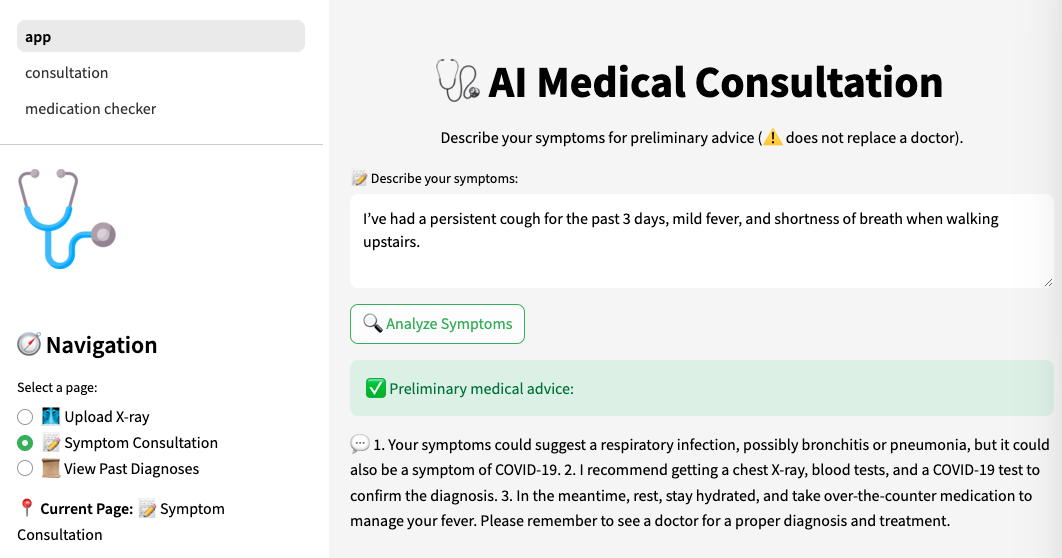 app
consultation
medication checker
🧭 Navigation
Select a page:
🩻 Upload X-ray
📝 Symptom Consultation
📜 View Past Diagnoses
📍 Current Page: 📝 Symptom
Consultation
🩺 AI Medical Consultation
Describe your symptoms for preliminary advice (⚠️ does not replace a doctor).
📝 Describe your symptoms:
I’ve had a persistent cough for the past 3 days, mild fever, and shortness of breath when walking
upstairs.
🔍 Analyze Symptoms
✅ Preliminary medical advice:
💬 1. Your symptoms could suggest a respiratory infection, possibly bronchitis or pneumonia, but it could
also be a symptom of COVID-19. 2. I recommend getting a chest X-ray, blood tests, and a COVID-19 test to
confirm the diagnosis. 3. In the meantime, rest, stay hydrated, and take over-the-counter medication to
manage your fever. Please remember to see a doctor for a proper diagnosis and treatment.